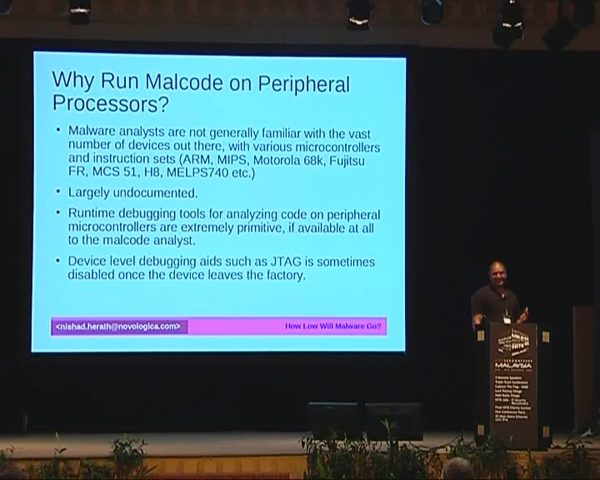 Why Run Malcode on Peripheral
Processors?
• Malware analysts are not generally familiar with the vast
number of devices out there, with various microcontrollers
and instruction sets (ARM, MIPS, Motorola 68k, Fujitsu
FR, MCS 51, H8, MELPS740 etc.)
• Largely undocumented.
• Runtime debugging tools for analyzing code on peripheral
microcontrollers are extremely primitive, if available at all
to the malcode analyst.
• Device level debugging aids such as JTAG is sometimes
disabled once the device leaves the factory.
<nishad.herath@novologica.com>
How Low Will Malware Go?
MALAYSIA